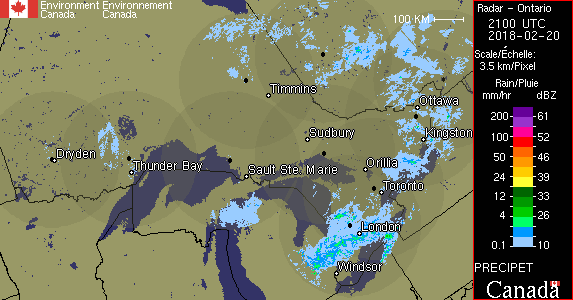 Environment Environnement
Canada Canada
100 KM
Timmins
Ottawa
Sudbury
Kingston
Dryden
Thunder Bay
Sault Ste. Marie
Orillia
Toronto
London
Windsor
Radar - Ontario
2100 UTC
2018-02-20
Scale/Échelle:
3.5 km/Pixel
Rain/Pluie
mm/hr dBZ
200 61
100 52
50 46
24 39
12 33
4 26
0.1 10
PRECIPET
Canada